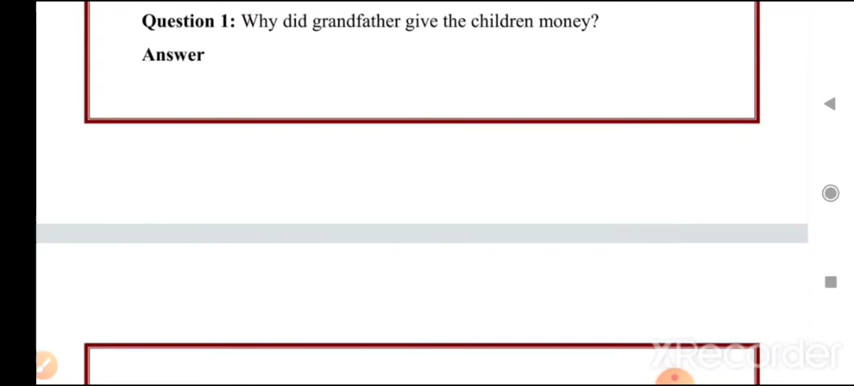 Question 1: Why did grandfather give the children money?
Answer
XRecorder